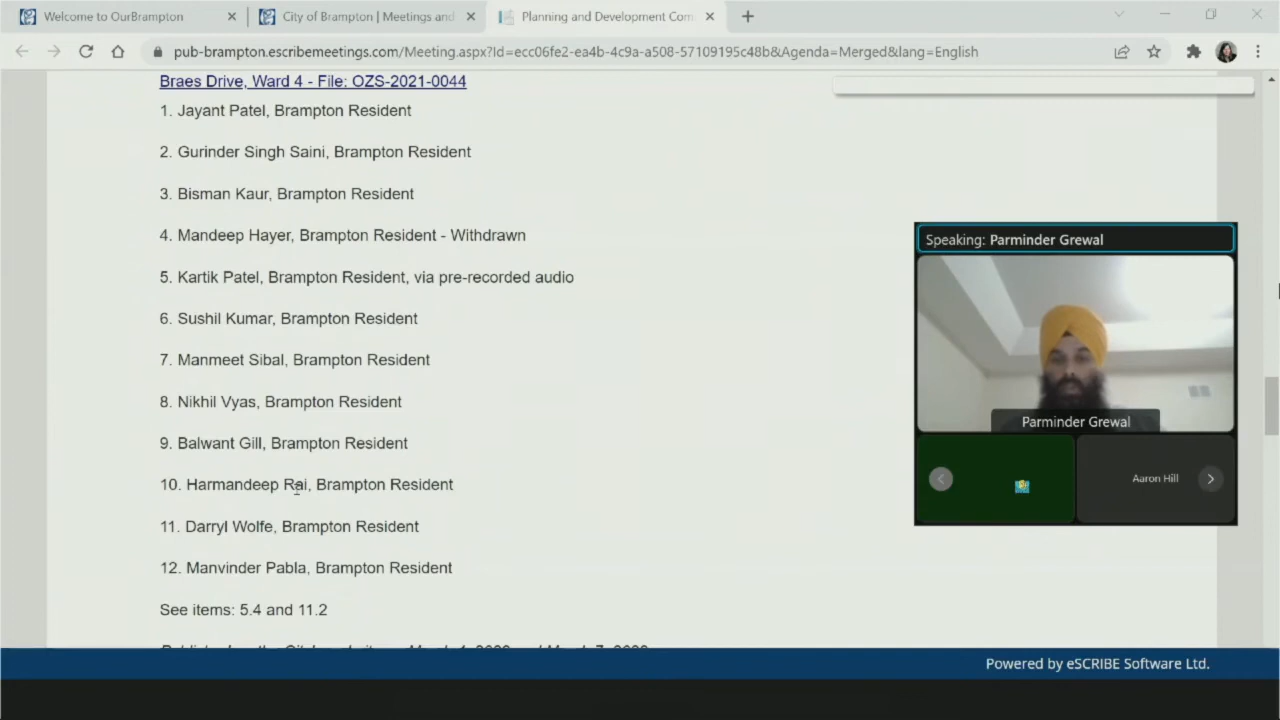 Welcome to OurBrampton
City of Brampton | Meetings and
Planning and Development Com
pub-brampton.escribemeetings.com/Meeting.aspx?Id=ecc06fe2-ea4b-4c9a-a508-57109195c48b&Agenda=Merged&lang=English
Braes Drive, Ward 4 - File: OZS-2021-0044
1. Jayant Patel, Brampton Resident
2. Gurinder Singh Saini, Brampton Resident
3. Bisman Kaur, Brampton Resident
4. Mandeep Hayer, Brampton Resident - Withdrawn
5. Kartik Patel, Brampton Resident, via pre-recorded audio
6. Sushil Kumar, Brampton Resident
7. Manmeet Sibal, Brampton Resident
8. Nikhil Vyas, Brampton Resident
9. Balwant Gill, Brampton Resident
10. Harmandeep Rai, Brampton Resident
11. Darryl Wolfe, Brampton Resident
12. Manvinder Pabla, Brampton Resident
See items: 5.4 and 11.2
Speaking: Parminder Grewal
Parminder Grewal
Aaron Hill
Powered by eSCRIBE Software Ltd.